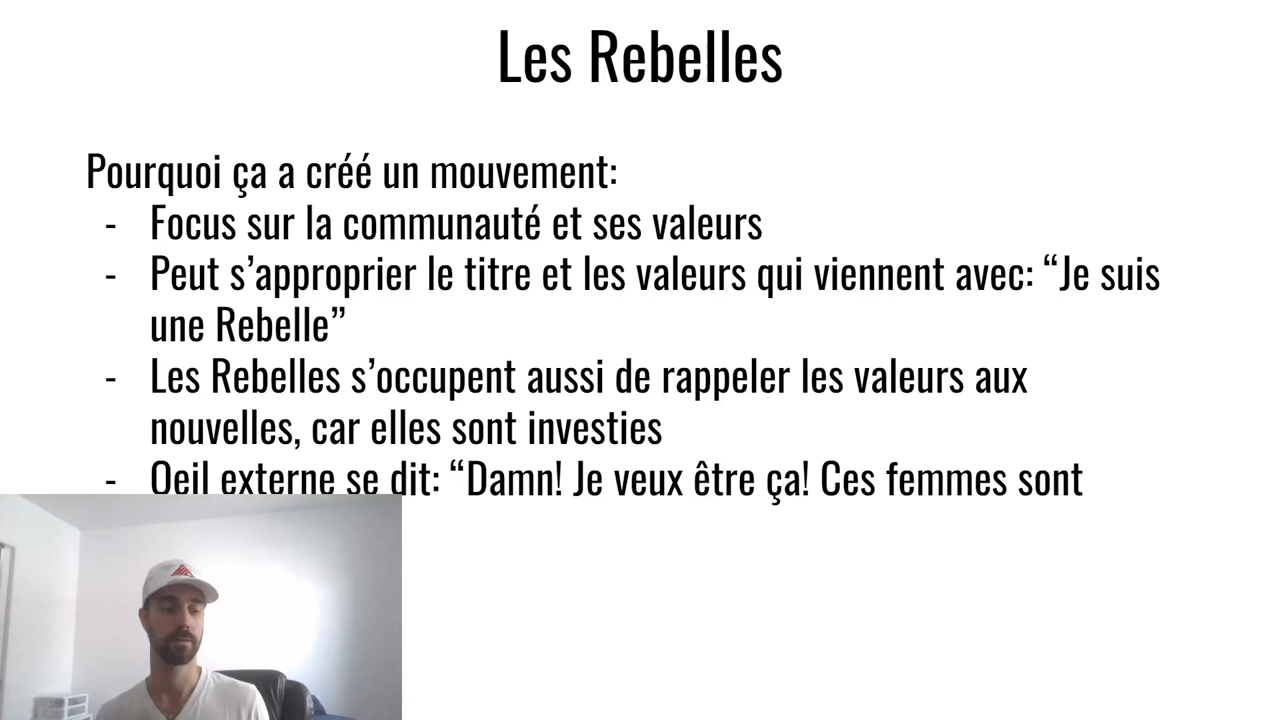 Les Rebelles
Pourquoi ça a créé un mouvement:
- Focus sur la communauté et ses valeurs
- Peut s’approprier le titre et les valeurs qui viennent avec: “Je suis
une Rebelle”
- Les Rebelles s’occupent aussi de rappeler les valeurs aux
nouvelles, car elles sont investies
- Oeil externe se dit: “Damn! Je veux être ça! Ces femmes sont